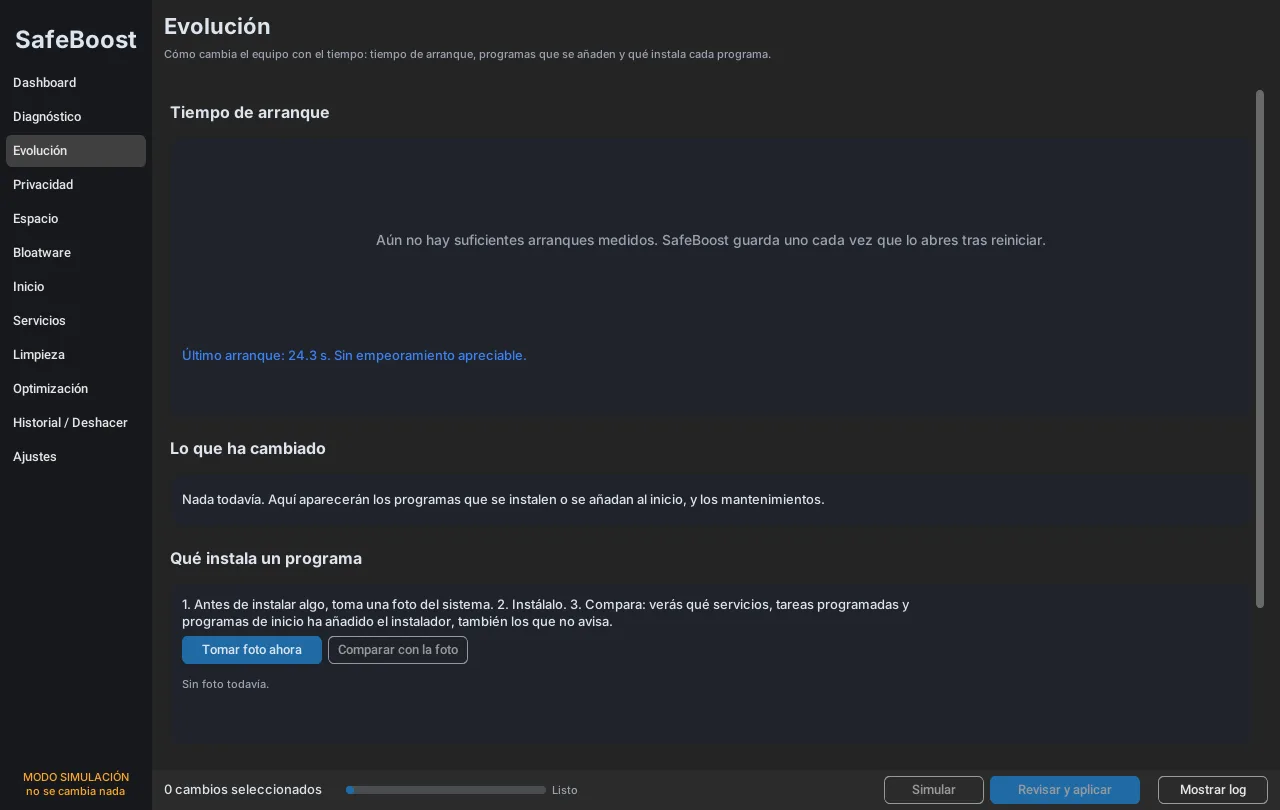 SafeBoost
Dashboard
Diagnóstico
Evolución
Privacidad
Espacio
Bloatware
Inicio
Servicios
Limpieza
Optimización
Historial / Deshacer
Ajustes
MODO SIMULACIÓN
no se cambia nada
Evolución
Cómo cambia el equipo con el tiempo: tiempo de arranque, programas que se añaden y qué instala cada programa.
Tiempo de arranque
Aún no hay suficientes arranques medidos. SafeBoost guarda uno cada vez que lo abres tras reiniciar.
Último arranque: 24.3 s. Sin empeoramiento apreciable.
Lo que ha cambiado
Nada todavía. Aquí aparecerán los programas que se instalen o se añadan al inicio, y los mantenimientos.
Qué instala un programa
1. Antes de instalar algo, toma una foto del sistema. 2. Instálalo. 3. Compara: verás qué servicios, tareas programadas y
programas de inicio ha añadido el instalador, también los que no avisa.
Tomar foto ahora
Comparar con la foto
Sin foto todavía.
0 cambios seleccionados
Listo
Simular
Revisar y aplicar
Mostrar log